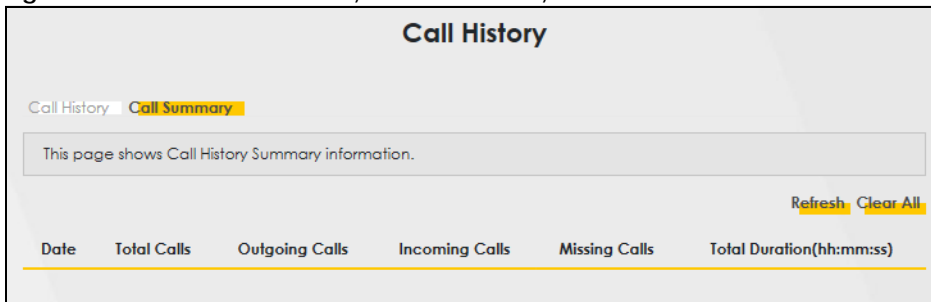 Call History
Call History Call Summary
This page shows Call History Summary information.
Refresh Clear All
Date Total Calls Outgoing Calls Incoming Calls Missing Calls Total Duration(hh:mm:ss)